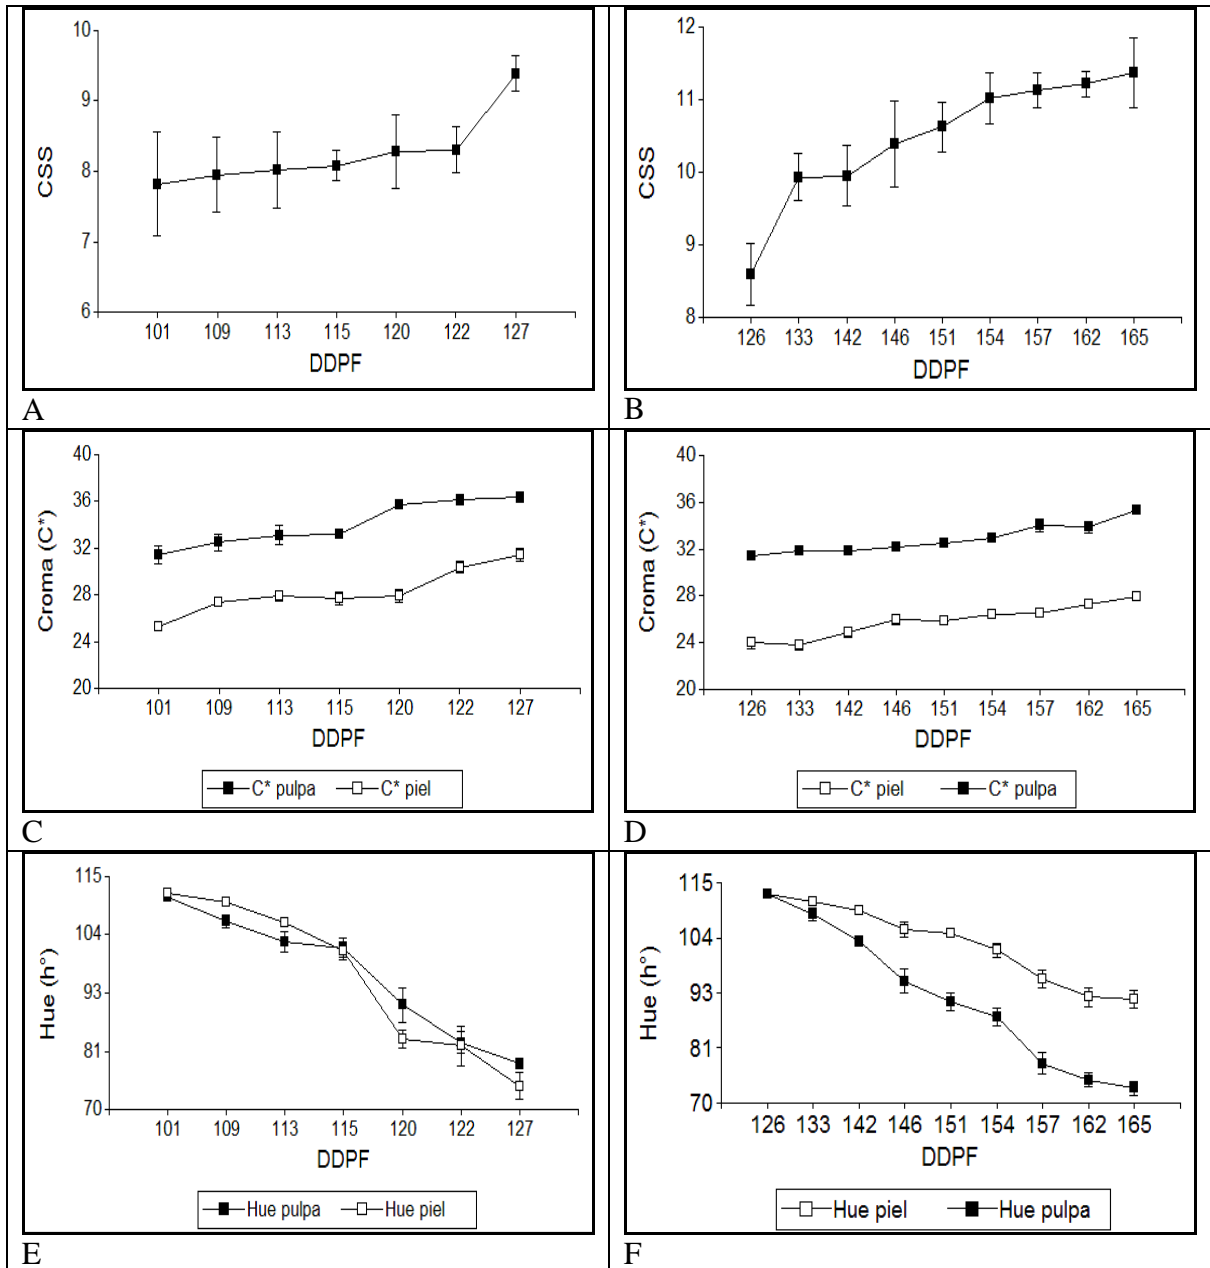 10
9
8
7
6
CSS
101 109 113 115 120 122 127
DDPF
A
12
11
10
9
8
CSS
126 133 142 146 151 154 157 162 165
DDPF
B
40
36
32
28
24
20
Croma (C*)
101 109 113 115 120 122 127
DDPF
C* pulpa C* piel
C
40
36
32
28
24
20
Croma (C*)
126 133 142 146 151 154 157 162 165
DDPF
C* piel C* pulpa
D
115
104
93
81
70
Hue (h°)
101 109 113 115 120 122 127
DDPF
Hue pulpa Hue piel
E
115
104
93
81
70
Hue (h°)
126 133 142 146 151 154 157 162 165
DDPF
Hue piel Hue pulpa
F